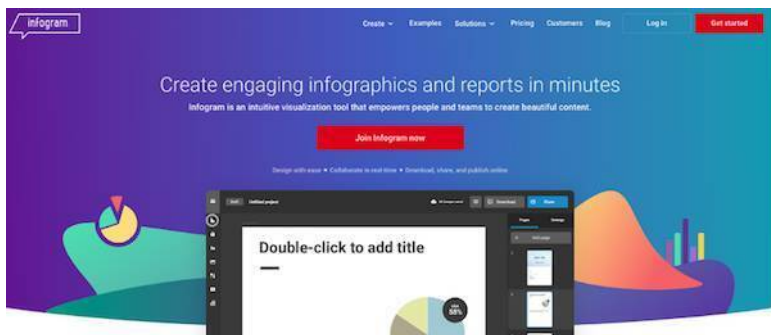 infogram
Create Examples Solutions Pricing Customers Blog Log in Get started
Create engaging infographics and reports in minutes
Infogram is an intuitive visualization tool that empowers people and teams to create beautiful content.
Join Infogram now
Design with ease • Collaborate in real-time • Download, share, and publish online
Untitled project Download Share
Pages Settings
Add page
Double-click to add title
58%